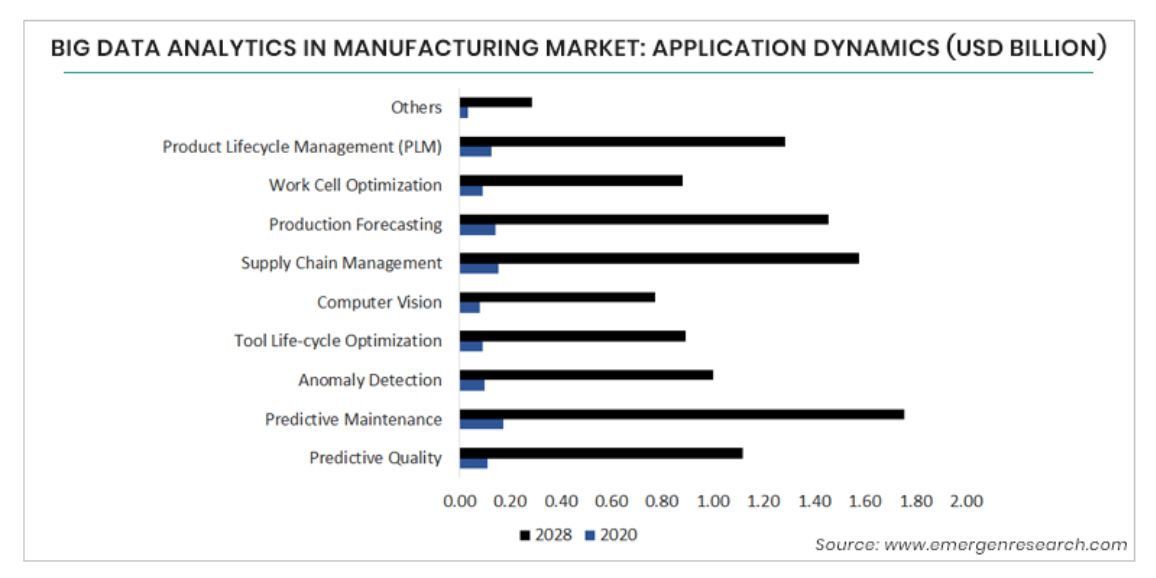 BIG DATA ANALYTICS IN MANUFACTURING MARKET: APPLICATION DYNAMICS (USD BILLION)
Others
Product Lifecycle Management (PLM)
Work Cell Optimization
Production Forecasting
Supply Chain Management
Computer Vision
Tool Life-cycle Optimization
Anomaly Detection
Predictive Maintenance
Predictive Quality
0.00 0.20 0.40 0.60 0.80 1.00 1.20 1.40 1.60 1.80 2.00
2028 2020
Source: www.emergenresearch.com